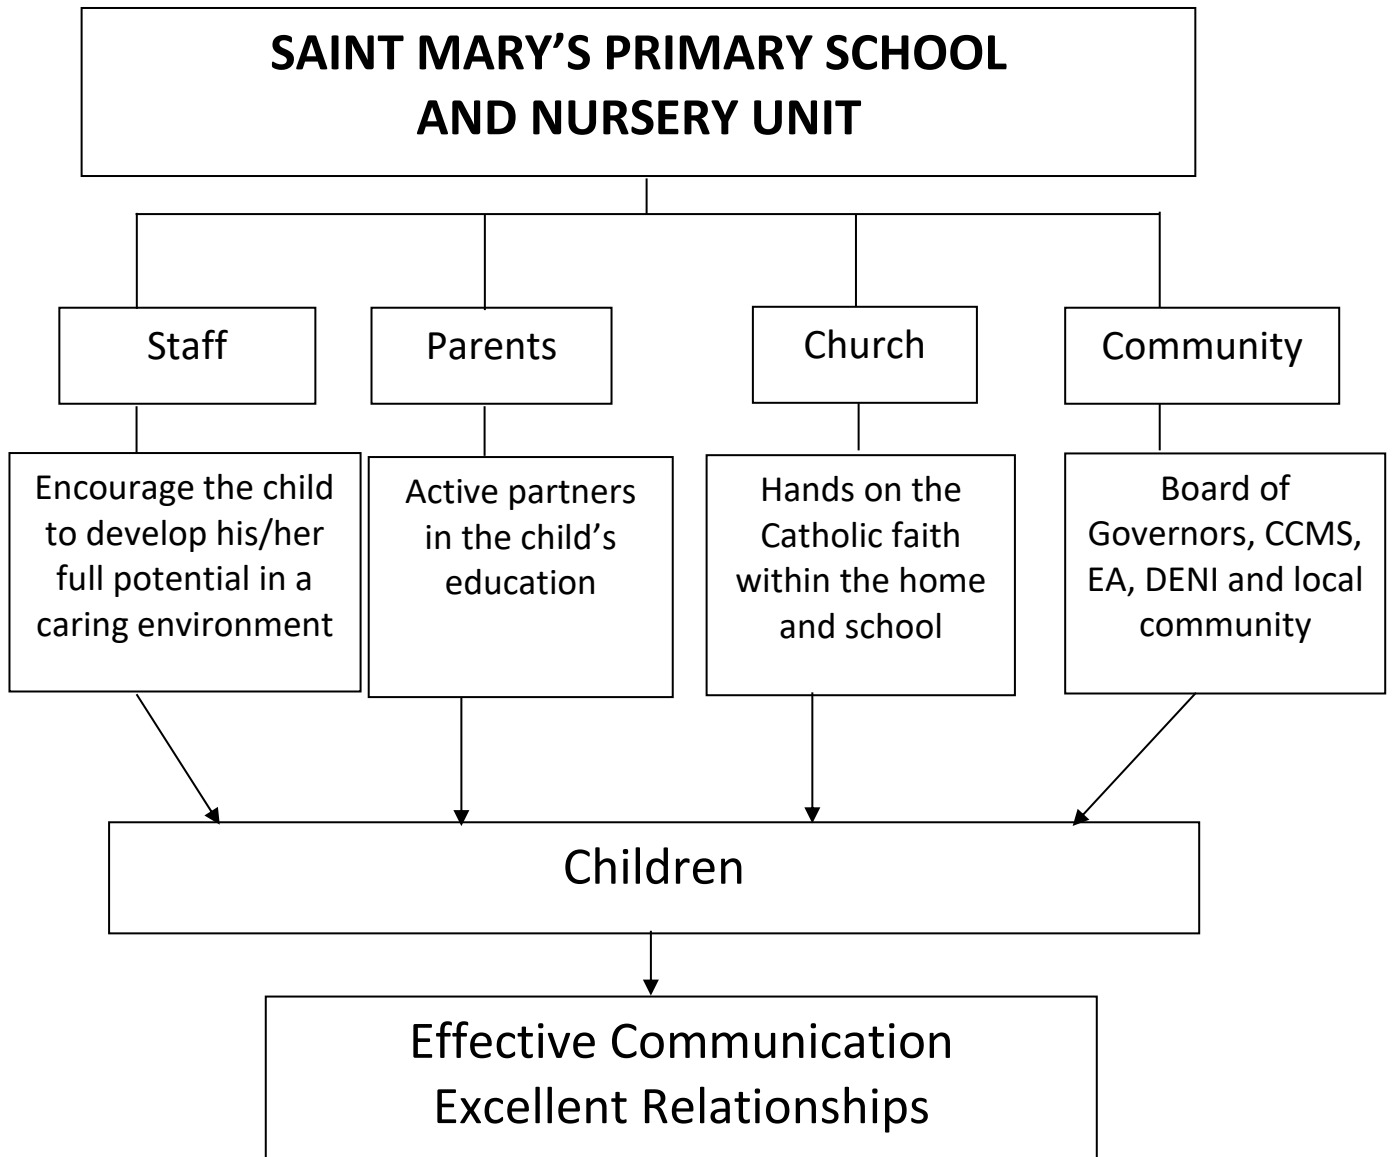 SAINT MARY’S PRIMARY SCHOOL
AND NURSERY UNIT
Staff
Parents
Church
Community
Encourage the child
to develop his/her
full potential in a
caring environment
Active partners
in the child’s
education
Hands on the
Catholic faith
within the home
and school
Board of
Governors, CCMS,
EA, DENI and local
community
Children
Effective Communication
Excellent Relationships